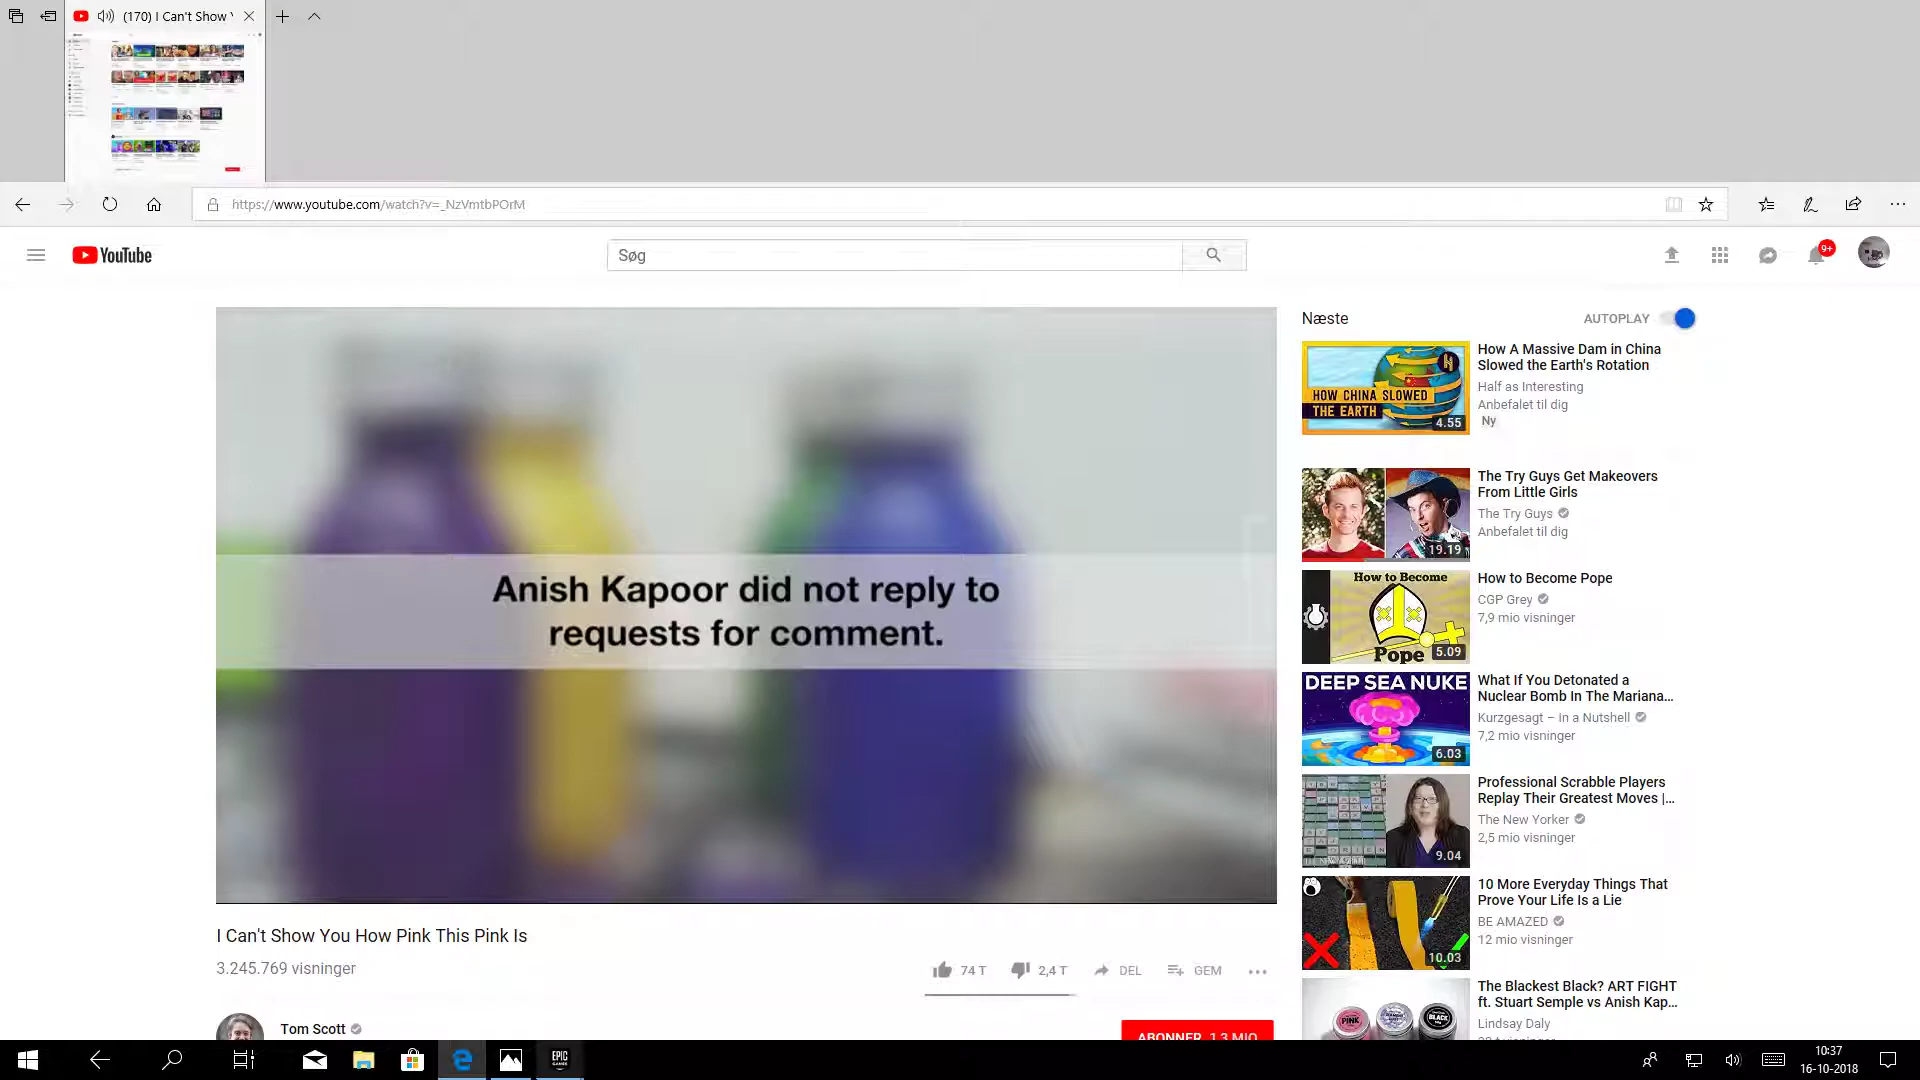 (170) I Can't Show
https://www.youtube.com/watch?v=_NzVmtbPOrM
YouTube
Søg
9+
Anish Kapoor did not reply to
requests for comment.
I Can't Show You How Pink This Pink Is
3.245.769 visninger
74 T
2,4 T
DEL
GEM
Tom Scott
ABONNER 1,3 MIO.
Næste
AUTOPLAY
HOW CHINA SLOWED
THE EARTH
4.55
How A Massive Dam in China
Slowed the Earth's Rotation
Half as Interesting
Anbefalet til dig
Ny
19.19
The Try Guys Get Makeovers
From Little Girls
The Try Guys
Anbefalet til dig
How to Become
Pope
5.09
How to Become Pope
CGP Grey
7,9 mio visninger
DEEP SEA NUKE
6.03
What If You Detonated a
Nuclear Bomb In The Mariana...
Kurzgesagt – In a Nutshell
7,2 mio visninger
9.04
Professional Scrabble Players
Replay Their Greatest Moves |...
The New Yorker
2,5 mio visninger
10.03
10 More Everyday Things That
Prove Your Life Is a Lie
BE AMAZED
12 mio visninger
PINK
BLACK
The Blackest Black? ART FIGHT
ft. Stuart Semple vs Anish Kap...
Lindsay Daly
EPIC
GAMES
10:37
16-10-2018